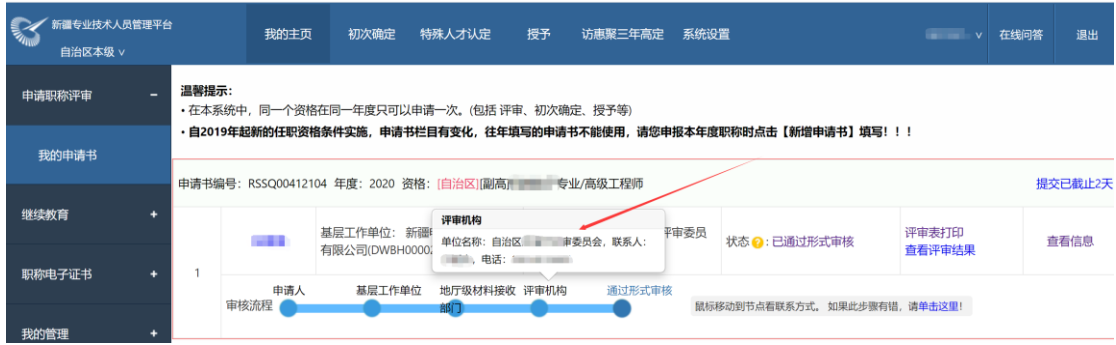 新疆专业技术人员管理平台
自治区本级 ∨
我的主页 初次确定 特殊人才认定 授予 访惠聚三年高定 系统设置
∨ 在线问答 退出
申请职称评审 −
我的申请书
继续教育 +
职称电子证书 +
我的管理 +
温馨提示:
• 在本系统中，同一个资格在同一年度只可以申请一次。(包括 评审、初次确定、授予等)
• 自2019年起新的任职资格条件实施，申请书栏目有变化，往年填写的申请书不能使用，请您申报本年度职称时点击【新增申请书】填写！！！
申请书编号：RSSQ00412104 年度：2020 资格：[自治区][副高 专业/高级工程师
提交已截止2天
1
基层工作单位： 新疆
有限公司(DWBH0000
评审机构
单位名称：自治区 审委员会，联系人：
，电话：
评审委员
状态 ? : 已通过形式审核
评审表打印
查看评审结果
查看信息
审核流程
申请人
基层工作单位
地厅级材料接收
部门
评审机构
通过形式审核
鼠标移动到节点看联系方式。 如果此步骤有错，请单击这里!